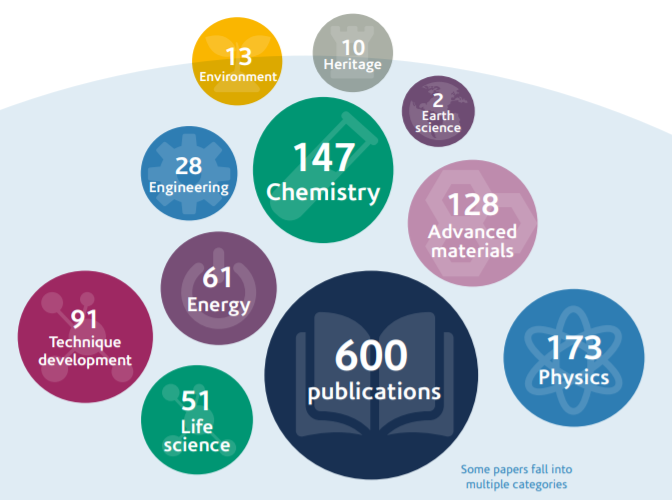 13
Environment
10
Heritage
2
Earth
science
28
Engineering
147
Chemistry
128
Advanced
materials
61
Energy
91
Technique
development
600
publications
173
Physics
51
Life
science
Some papers fall into
multiple categories